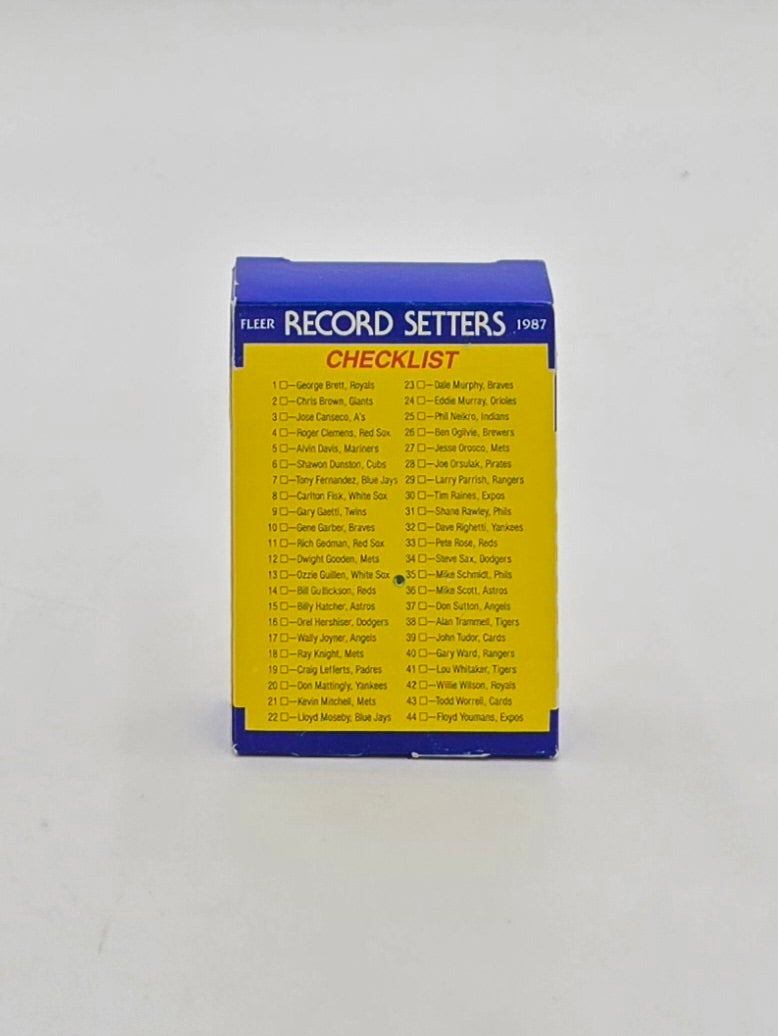 FLEER RECORD SETTERS 1987
CHECKLIST
1 □—George Brett, Royals
2 □—Chris Brown, Giants
3 □—Jose Canseco, A's
4 □—Roger Clemens, Red Sox
5 □—Alvin Davis, Mariners
6 □—Shawon Dunston, Cubs
7 □—Tony Fernandez, Blue Jays
8 □—Carlton Fisk, White Sox
9 □—Gary Gaetti, Twins
10 □—Gene Garber, Braves
11 □—Rich Gedman, Red Sox
12 □—Dwight Gooden, Mets
13 □—Ozzie Guillen, White Sox
14 □—Bill Gullickson, Reds
15 □—Billy Hatcher, Astros
16 □—Orel Hershiser, Dodgers
17 □—Wally Joyner, Angels
18 □—Ray Knight, Mets
19 □—Craig Lefferts, Padres
20 □—Don Mattingly, Yankees
21 □—Kevin Mitchell, Mets
22 □—Lloyd Moseby, Blue Jays
23 □—Dale Murphy, Braves
24 □—Eddie Murray, Orioles
25 □—Phil Neikro, Indians
26 □—Ben Oglivie, Brewers
27 □—Jesse Orosco, Mets
28 □—Joe Orsulak, Pirates
29 □—Larry Parrish, Rangers
30 □—Tim Raines, Expos
31 □—Shane Rawley, Phils
32 □—Dave Righetti, Yankees
33 □—Pete Rose, Reds
34 □—Steve Sax, Dodgers
35 □—Mike Schmidt, Phils
36 □—Mike Scott, Astros
37 □—Don Sutton, Angels
38 □—Alan Trammell, Tigers
39 □—John Tudor, Cards
40 □—Gary Ward, Rangers
41 □—Lou Whitaker, Tigers
42 □—Willie Wilson, Royals
43 □—Todd Worrell, Cards
44 □—Floyd Youmans, Expos